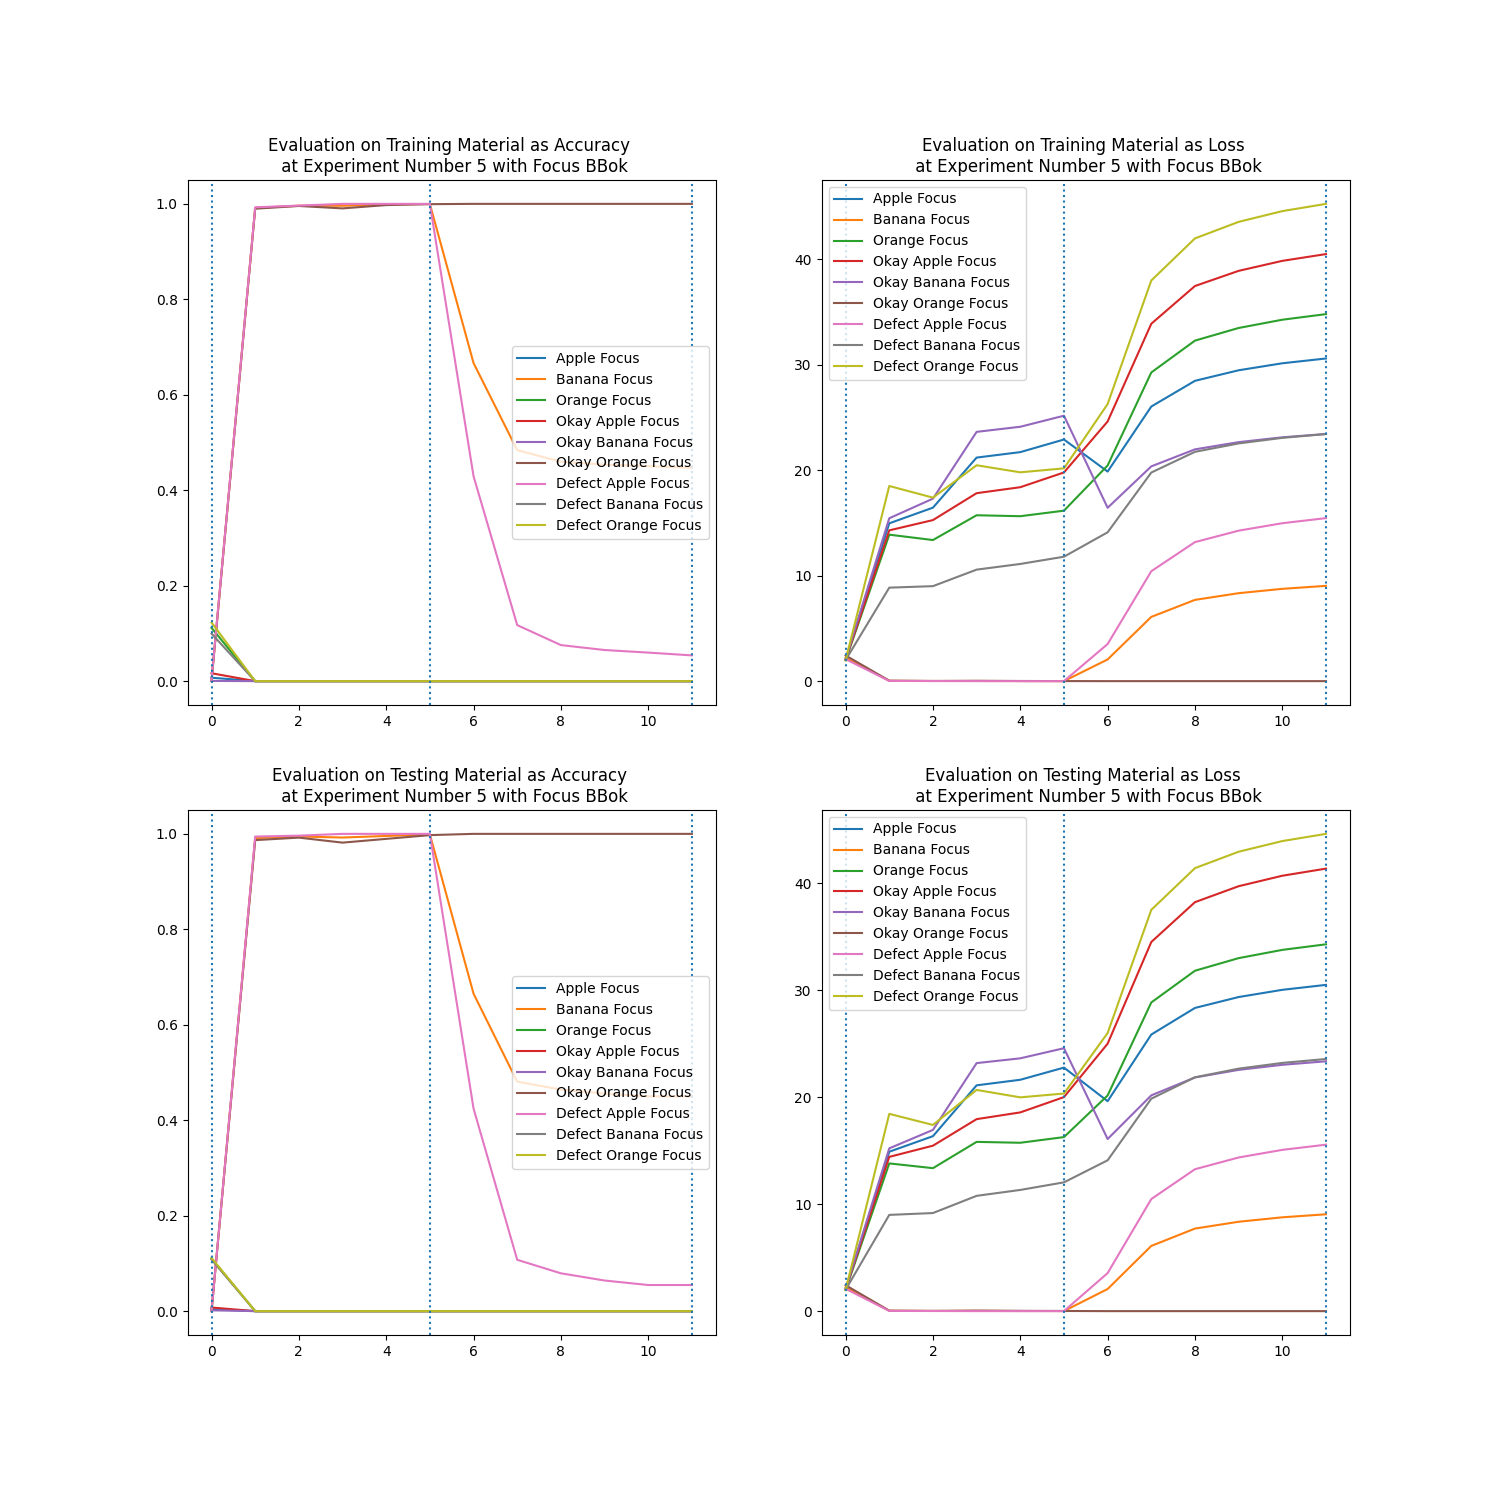 Evaluation on Training Material as Accuracy
at Experiment Number 5 with Focus BBok
1.0
0.8
0.6
0.4
0.2
0.0
0 2 4 6 8 10
Apple Focus
Banana Focus
Orange Focus
Okay Apple Focus
Okay Banana Focus
Okay Orange Focus
Defect Apple Focus
Defect Banana Focus
Defect Orange Focus
Evaluation on Training Material as Loss
at Experiment Number 5 with Focus BBok
40
30
20
10
0
0 2 4 6 8 10
Apple Focus
Banana Focus
Orange Focus
Okay Apple Focus
Okay Banana Focus
Okay Orange Focus
Defect Apple Focus
Defect Banana Focus
Defect Orange Focus
Evaluation on Testing Material as Accuracy
at Experiment Number 5 with Focus BBok
1.0
0.8
0.6
0.4
0.2
0.0
0 2 4 6 8 10
Apple Focus
Banana Focus
Orange Focus
Okay Apple Focus
Okay Banana Focus
Okay Orange Focus
Defect Apple Focus
Defect Banana Focus
Defect Orange Focus
Evaluation on Testing Material as Loss
at Experiment Number 5 with Focus BBok
40
30
20
10
0
0 2 4 6 8 10
Apple Focus
Banana Focus
Orange Focus
Okay Apple Focus
Okay Banana Focus
Okay Orange Focus
Defect Apple Focus
Defect Banana Focus
Defect Orange Focus